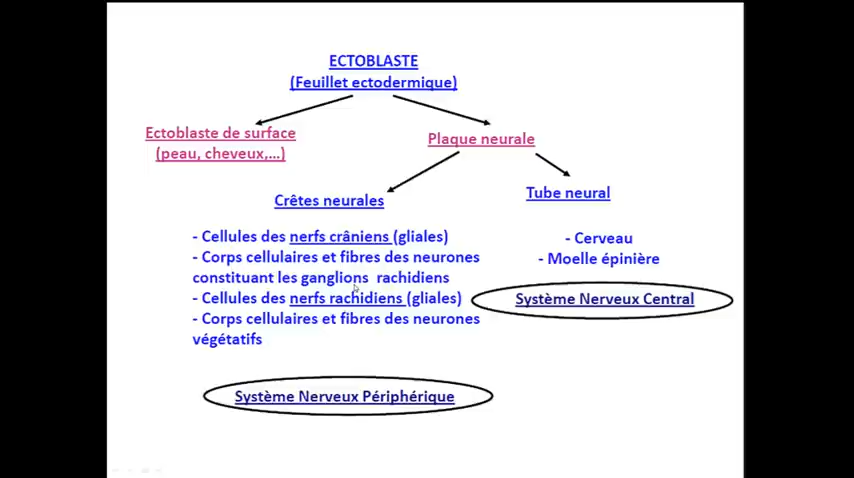 ECTOBLASTE
(Feuillet ectodermique)
Ectoblaste de surface
(peau, cheveux,...)
Plaque neurale
Crêtes neurales
- Cellules des nerfs crâniens (gliales)
- Corps cellulaires et fibres des neurones
constituant les ganglions rachidiens
- Cellules des nerfs rachidiens (gliales)
- Corps cellulaires et fibres des neurones
végétatifs
Système Nerveux Périphérique
Tube neural
- Cerveau
- Moelle épinière
Système Nerveux Central